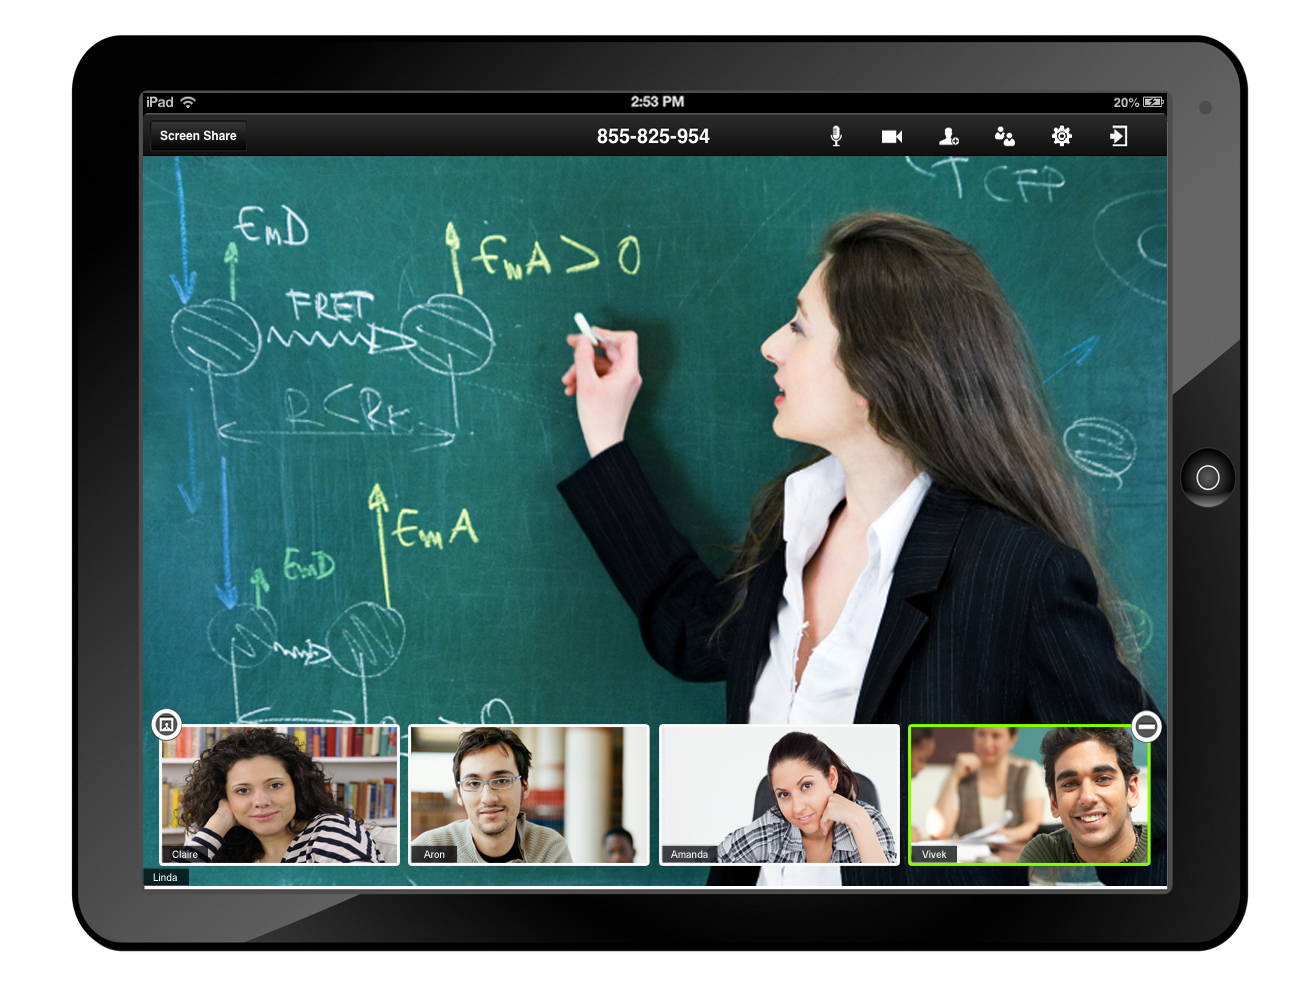 iPad 2:53 PM 20%
Screen Share 855-825-954
T CFP
EmD
EmA > 0
FRET
R<RE
EmA
EmD
Claire Aron Amanda Vivek
Linda